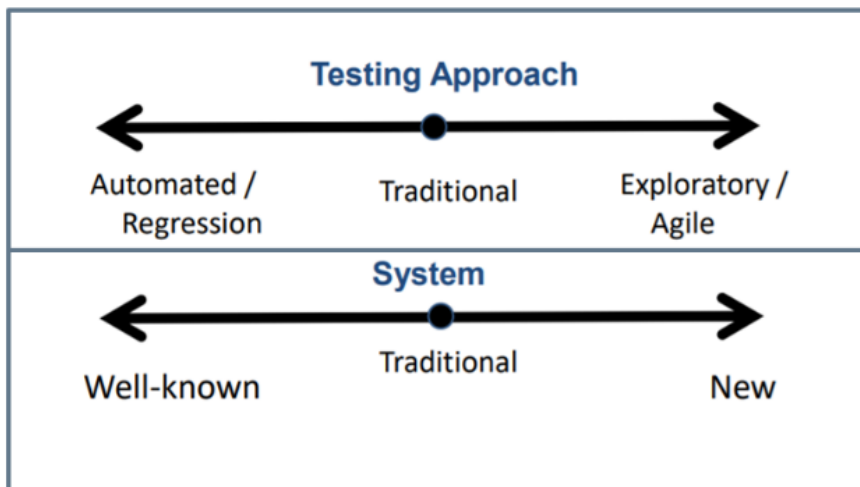 Testing Approach
Automated /
Regression
Traditional
Exploratory /
Agile
System
Traditional
Well-known
New